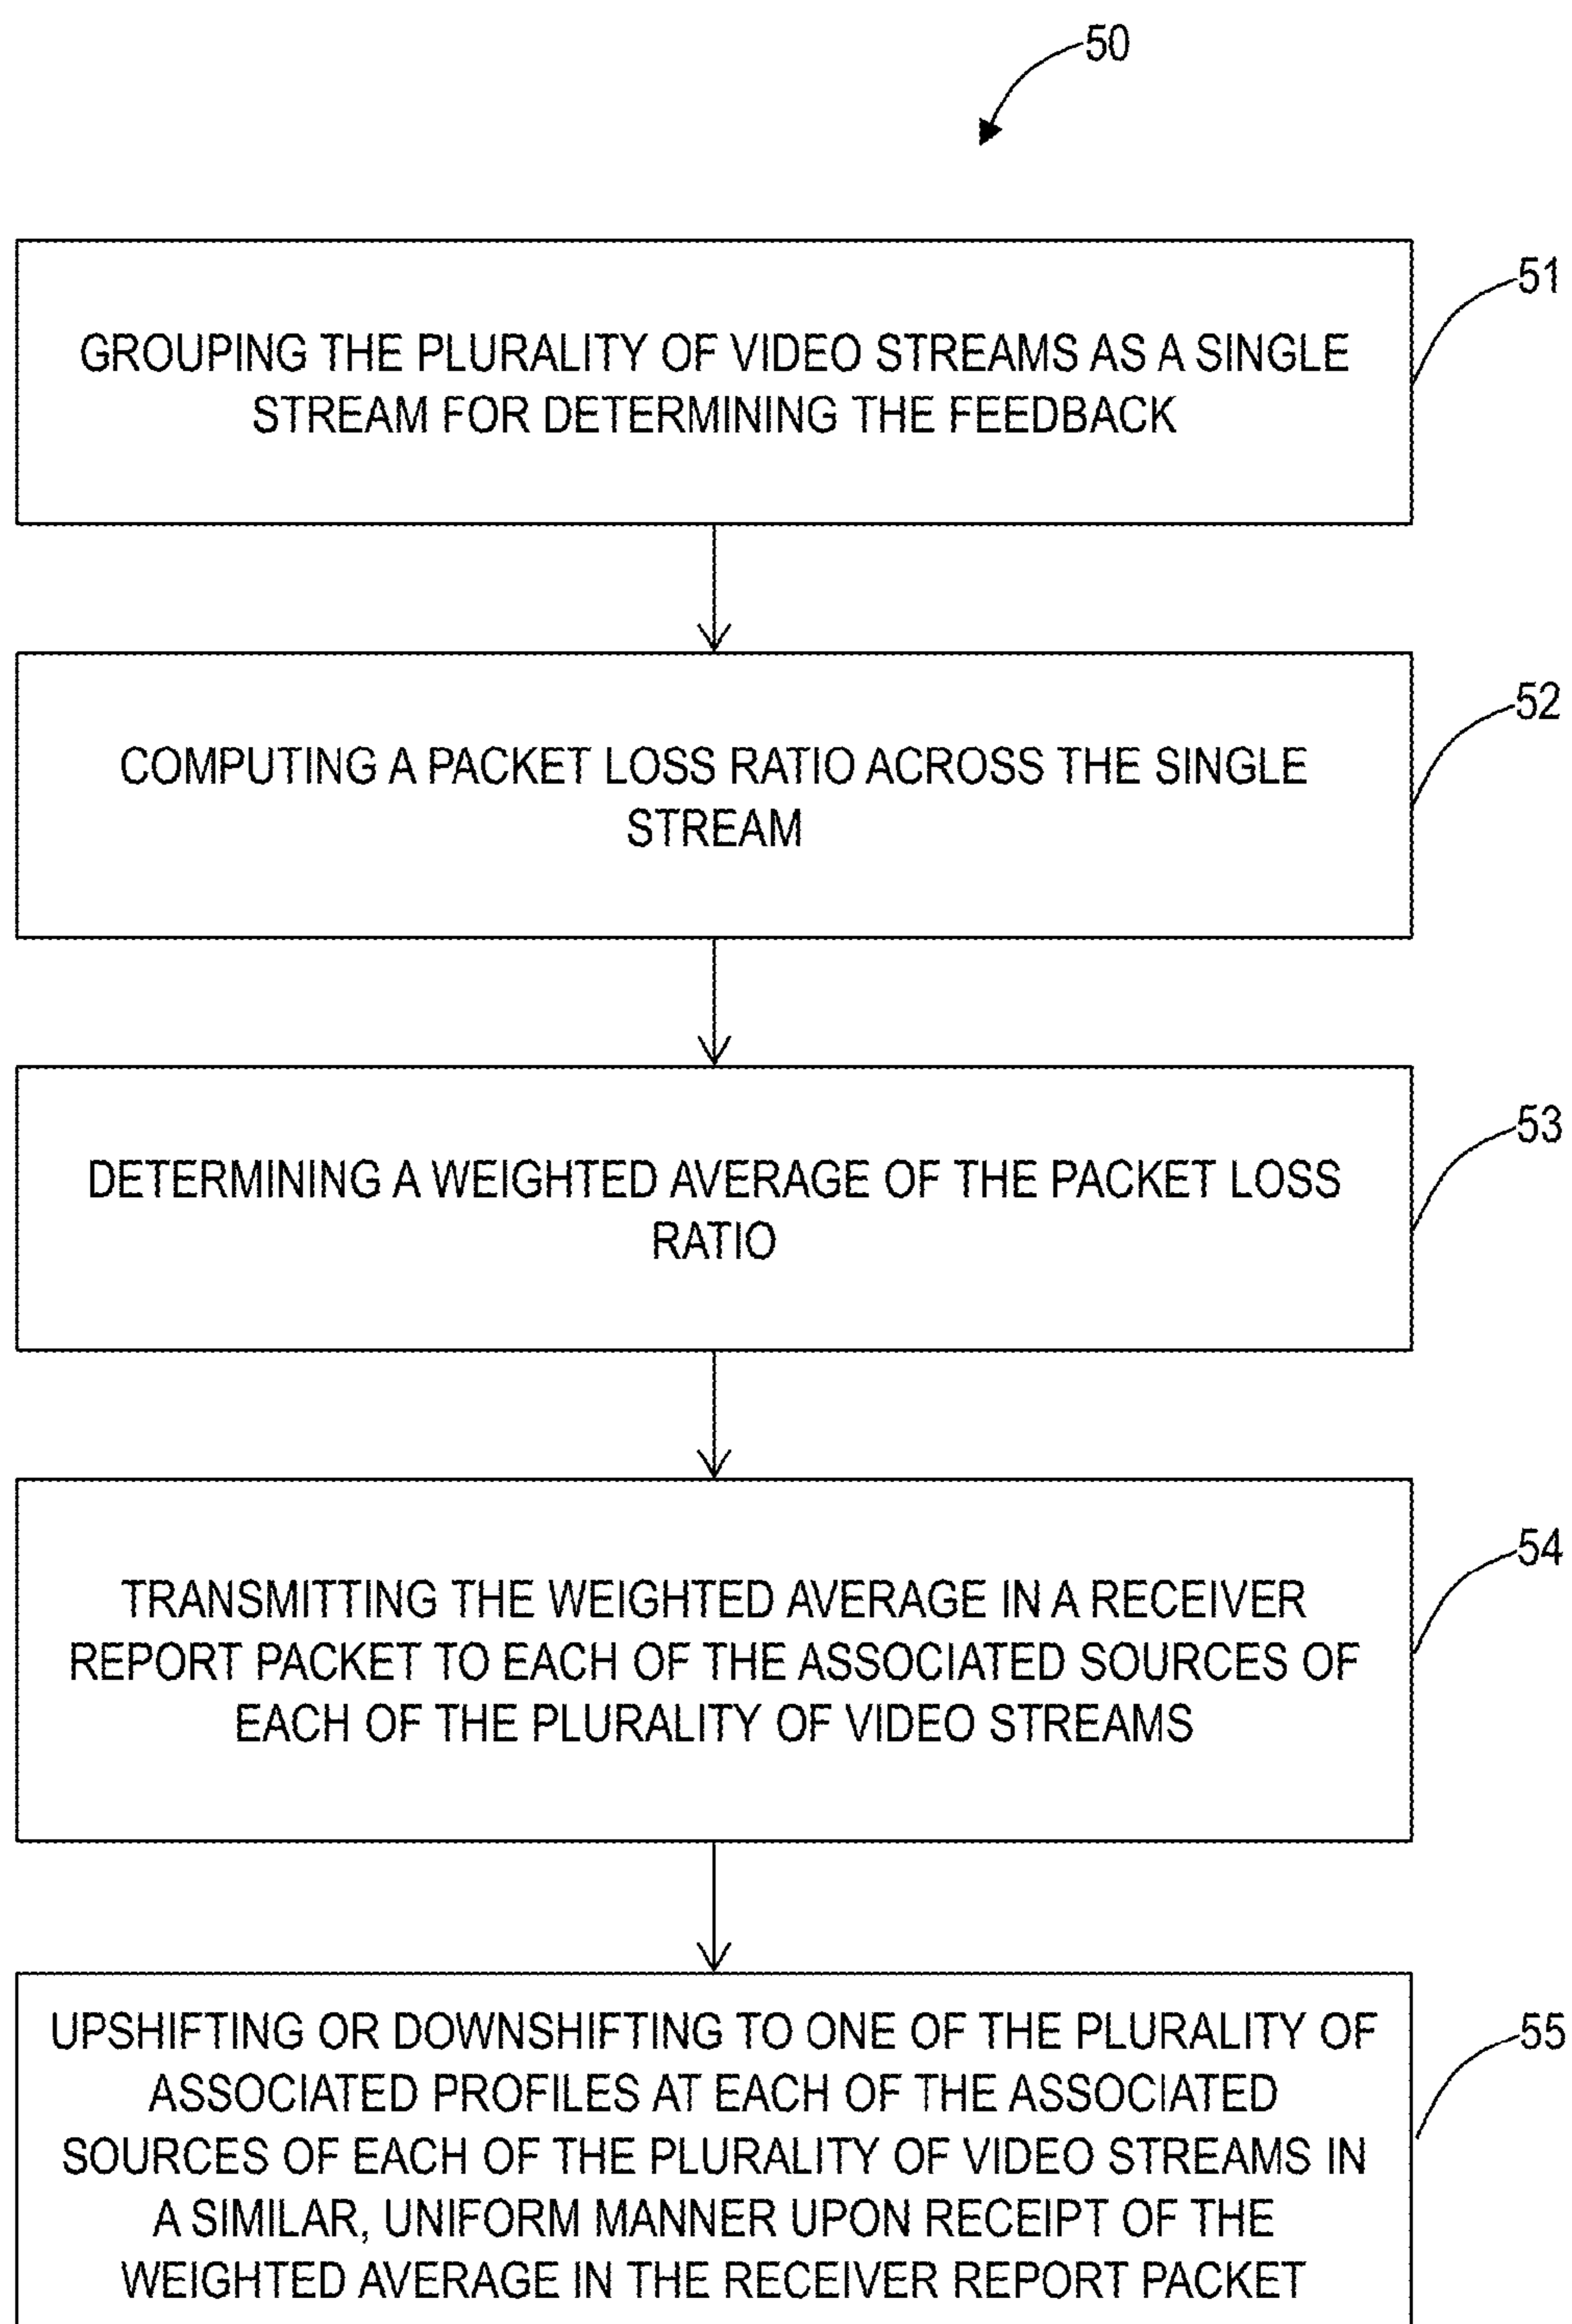 50
51
GROUPING THE PLURALITY OF VIDEO STREAMS AS A SINGLE
STREAM FOR DETERMINING THE FEEDBACK
52
COMPUTING A PACKET LOSS RATIO ACROSS THE SINGLE
STREAM
53
DETERMINING A WEIGHTED AVERAGE OF THE PACKET LOSS
RATIO
54
TRANSMITTING THE WEIGHTED AVERAGE IN A RECEIVER
REPORT PACKET TO EACH OF THE ASSOCIATED SOURCES OF
EACH OF THE PLURALITY OF VIDEO STREAMS
55
UPSHIFTING OR DOWNSHIFTING TO ONE OF THE PLURALITY OF
ASSOCIATED PROFILES AT EACH OF THE ASSOCIATED
SOURCES OF EACH OF THE PLURALITY OF VIDEO STREAMS IN
A SIMILAR, UNIFORM MANNER UPON RECEIPT OF THE
WEIGHTED AVERAGE IN THE RECEIVER REPORT PACKET